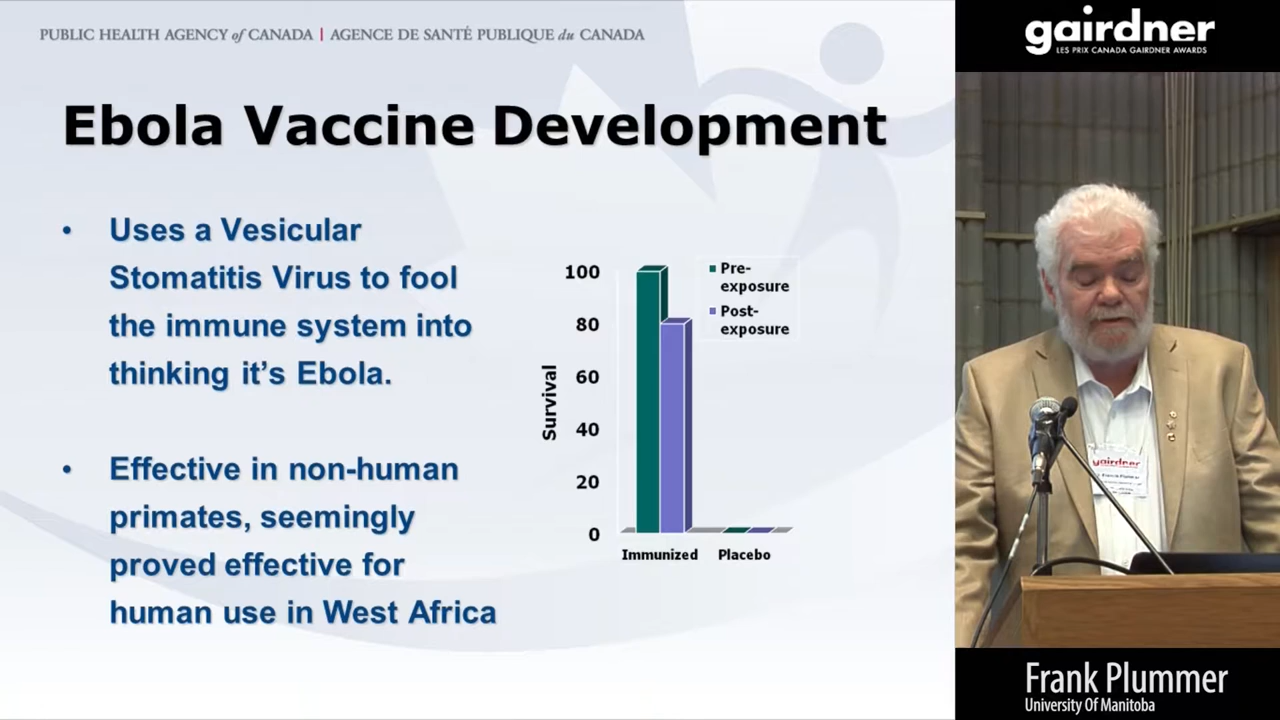 PUBLIC HEALTH AGENCY of CANADA | AGENCE DE SANTÉ PUBLIQUE du CANADA
Ebola Vaccine Development
• Uses a Vesicular
Stomatitis Virus to fool
the immune system into
thinking it’s Ebola.
• Effective in non-human
primates, seemingly
proved effective for
human use in West Africa
Survival
100
80
60
40
20
0
Immunized
Placebo
Pre-
exposure
Post-
exposure
gairdner
LES PRIX CANADA GAIRDNER AWARDS
gairdner
Plummer
Frank Plummer
University Of Manitoba